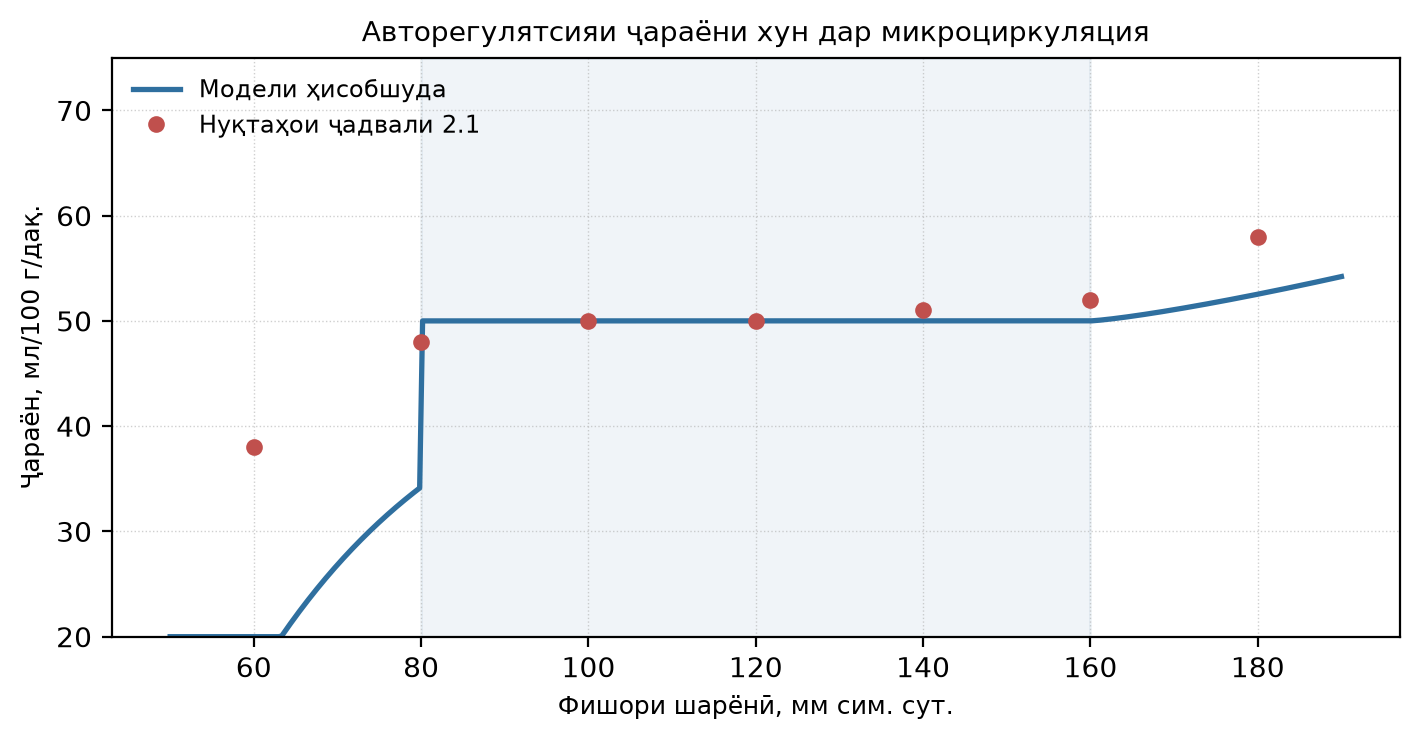 Авторегулятсияи ҷараёни хун дар микроциркуляция
Модели ҳисобшуда
Нуқтаҳои ҷадвали 2.1
Ҷараён, мл/100 г/дақ.
70
60
50
40
30
20
60 80 100 120 140 160 180
Фишори шарёнӣ, мм сим. сут.